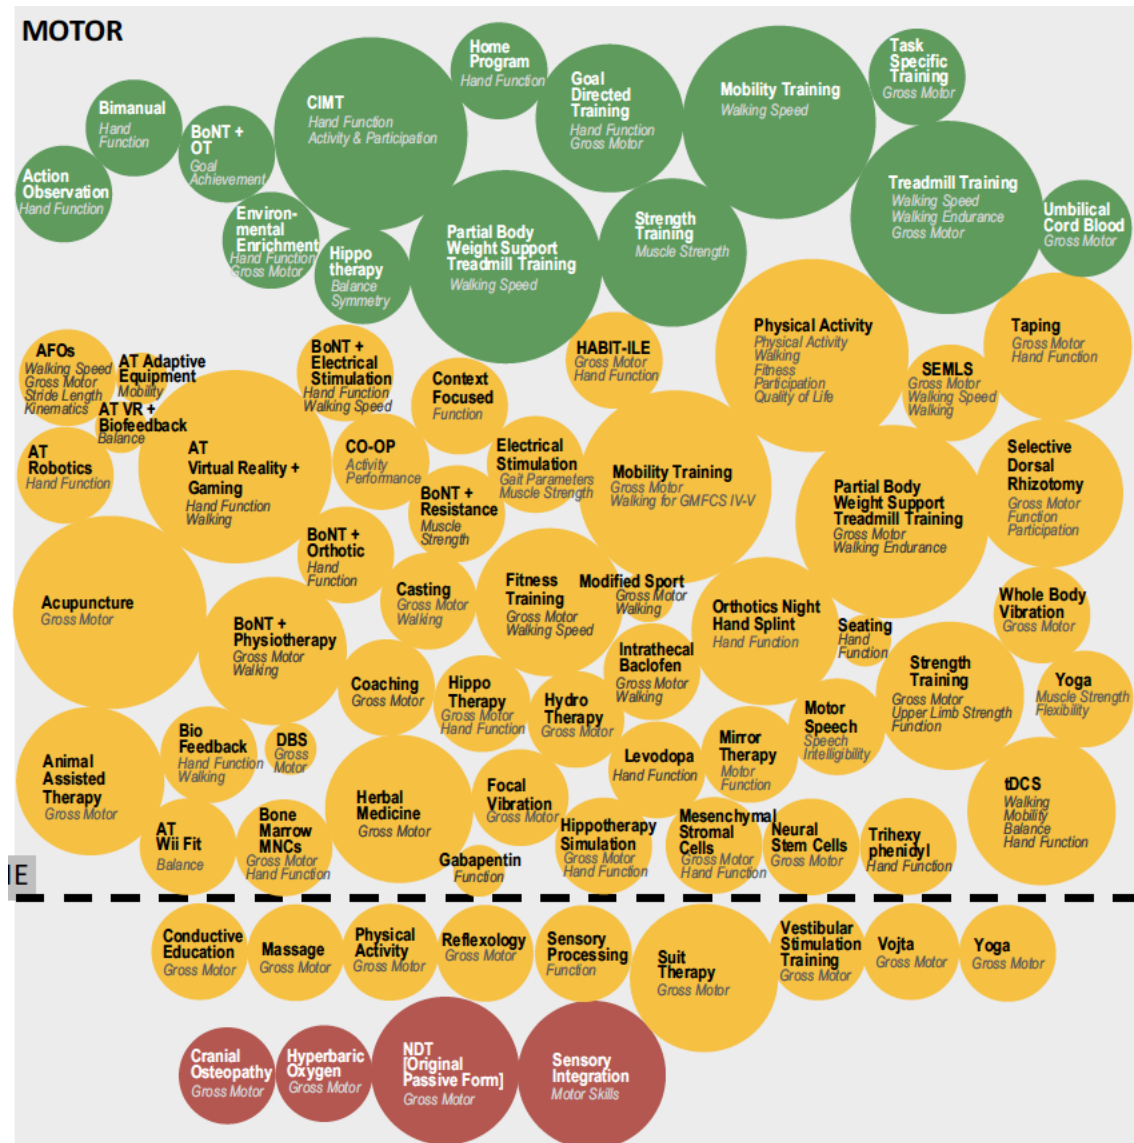 MOTOR
Home
Program
Hand Function
Task
Specific
Training
Gross Motor
Goal
Directed
Training
Hand Function
Gross Motor
Mobility Training
Walking Speed
CIMT
Hand Function
Activity & Participation
Bimanual
Hand
Function
BoNT +
OT
Goal
Achievement
Action
Observation
Hand Function
Treadmill Training
Walking Speed
Walking Endurance
Gross Motor
Umbilical
Cord Blood
Gross Motor
Environ-
mental
Enrichment
Hand Function
Gross Motor
Hippo
therapy
Balance
Symmetry
Partial Body
Weight Support
Treadmill Training
Walking Speed
Strength
Training
Muscle Strength
AFOs
Walking Speed
Gross Motor
Stride Length
Kinematics
AT Adaptive
Equipment
Mobility
AT VR +
Biofeedback
Balance
BoNT +
Electrical
Stimulation
Hand Function
Walking Speed
Context
Focused
Function
HABIT-ILE
Gross Motor
Hand Function
Physical Activity
Physical Activity
Walking
Fitness
Participation
Quality of Life
SEMLS
Gross Motor
Walking Speed
Walking
Taping
Gross Motor
Hand Function
AT
Robotics
Hand Function
AT
Virtual Reality +
Gaming
Hand Function
Walking
CO-OP
Activity
Performance
Electrical
Stimulation
Gait Parameters
Muscle Strength
BoNT +
Resistance
Muscle
Strength
Mobility Training
Gross Motor
Walking for GMFCS IV-V
Partial Body
Weight Support
Treadmill Training
Gross Motor
Walking Endurance
Selective
Dorsal
Rhizotomy
Gross Motor
Function
Participation
BoNT +
Orthotic
Hand
Function
Acupuncture
Gross Motor
BoNT +
Physiotherapy
Gross Motor
Walking
Casting
Gross Motor
Walking
Fitness
Training
Gross Motor
Walking Speed
Modified Sport
Gross Motor
Walking
Orthotics Night
Hand Splint
Hand Function
Seating
Hand
Function
Whole Body
Vibration
Gross Motor
Intrathecal
Baclofen
Gross Motor
Walking
Strength
Training
Gross Motor
Upper Limb Strength
Function
Yoga
Muscle Strength
Flexibility
Coaching
Gross Motor
Hippo
Therapy
Gross Motor
Hand Function
Hydro
Therapy
Gross Motor
Motor
Speech
Speech
Intelligibility
Bio
Feedback
Hand Function
Walking
DBS
Gross
Motor
Levodopa
Hand Function
Mirror
Therapy
Motor
Function
Animal
Assisted
Therapy
Gross Motor
Herbal
Medicine
Gross Motor
Focal
Vibration
Gross Motor
tDCS
Walking
Mobility
Balance
Hand Function
AT
Wii Fit
Balance
Bone
Marrow
MNCs
Gross Motor
Hand Function
Gabapentin
Function
Hippotherapy
Simulation
Gross Motor
Hand Function
Mesenchymal
Stromal
Cells
Gross Motor
Hand Function
Neural
Stem Cells
Gross Motor
Trihexy
phenidyl
Hand Function
IE
Conductive
Education
Gross Motor
Massage
Gross Motor
Physical
Activity
Gross Motor
Reflexology
Gross Motor
Sensory
Processing
Function
Suit
Therapy
Gross Motor
Vestibular
Stimulation
Training
Gross Motor
Vojta
Gross Motor
Yoga
Gross Motor
Cranial
Osteopathy
Gross Motor
Hyperbaric
Oxygen
Gross Motor
NDT
[Original
Passive Form]
Gross Motor
Sensory
Integration
Motor Skills